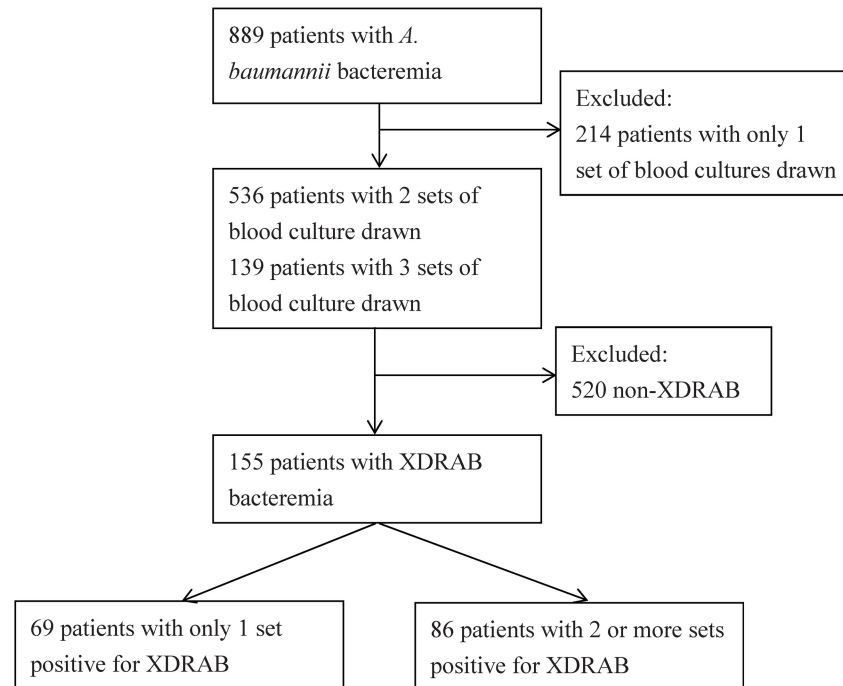 889 patients with A.
baumannii bacteremia
Excluded:
214 patients with only 1
set of blood cultures drawn
536 patients with 2 sets of
blood culture drawn
139 patients with 3 sets of
blood culture drawn
Excluded:
520 non-XDRAB
155 patients with XDRAB
bacteremia
69 patients with only 1 set
positive for XDRAB
86 patients with 2 or more sets
positive for XDRAB